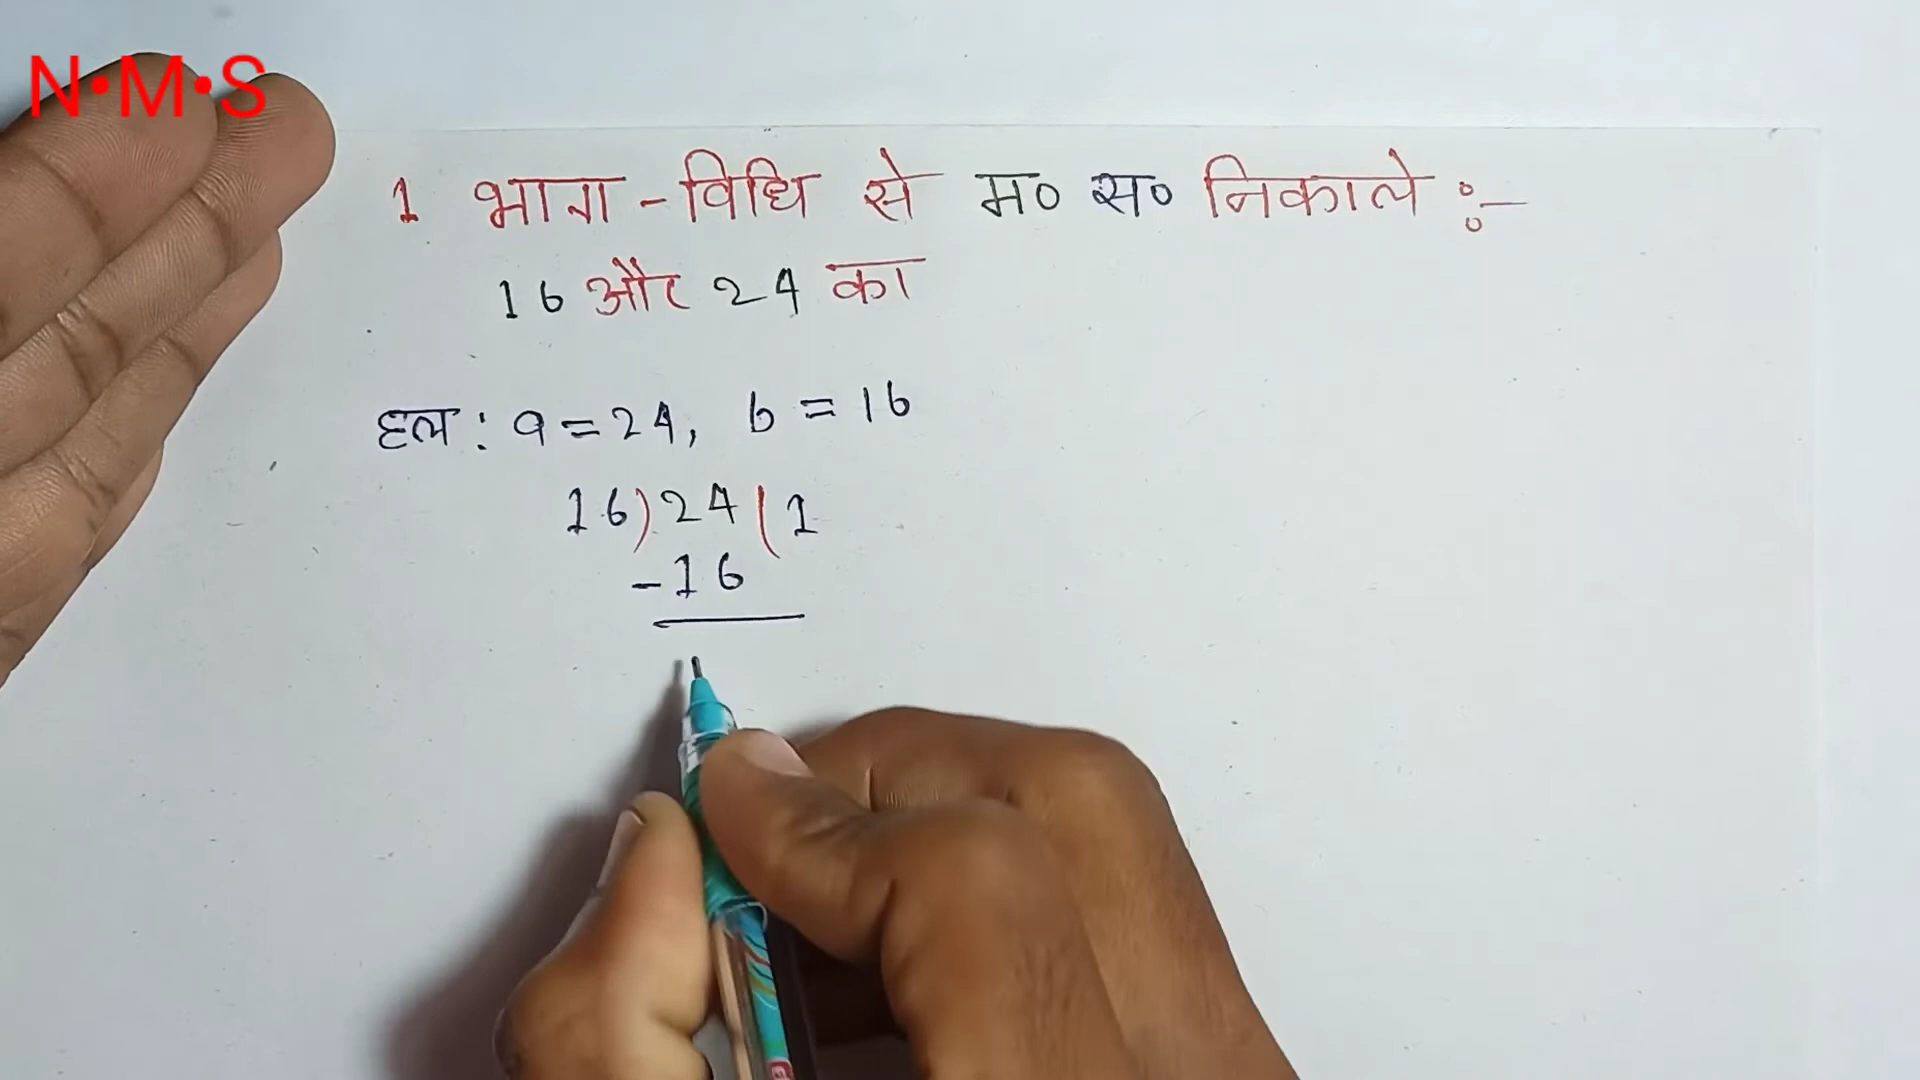 N•M•S
1 भाग-विधि से म० स० निकाले :-
16 और 24 का
हल : a = 24, b = 16
16) 24 ( 1
- 16